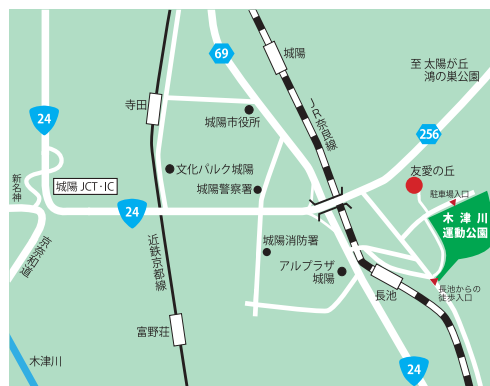 城陽
69
至 太陽が丘
鴻の巣公園
寺田
24
城陽市役所
JR奈良線
256
文化パルク城陽
友愛の丘
新名神
城陽 JCT・IC
城陽警察署
駐車場入口
24
木津川
運動公園
京奈和道
近鉄京都線
城陽消防署
アルプラザ
城陽
長池
長池からの
徒歩入口
富野荘
木津川
24